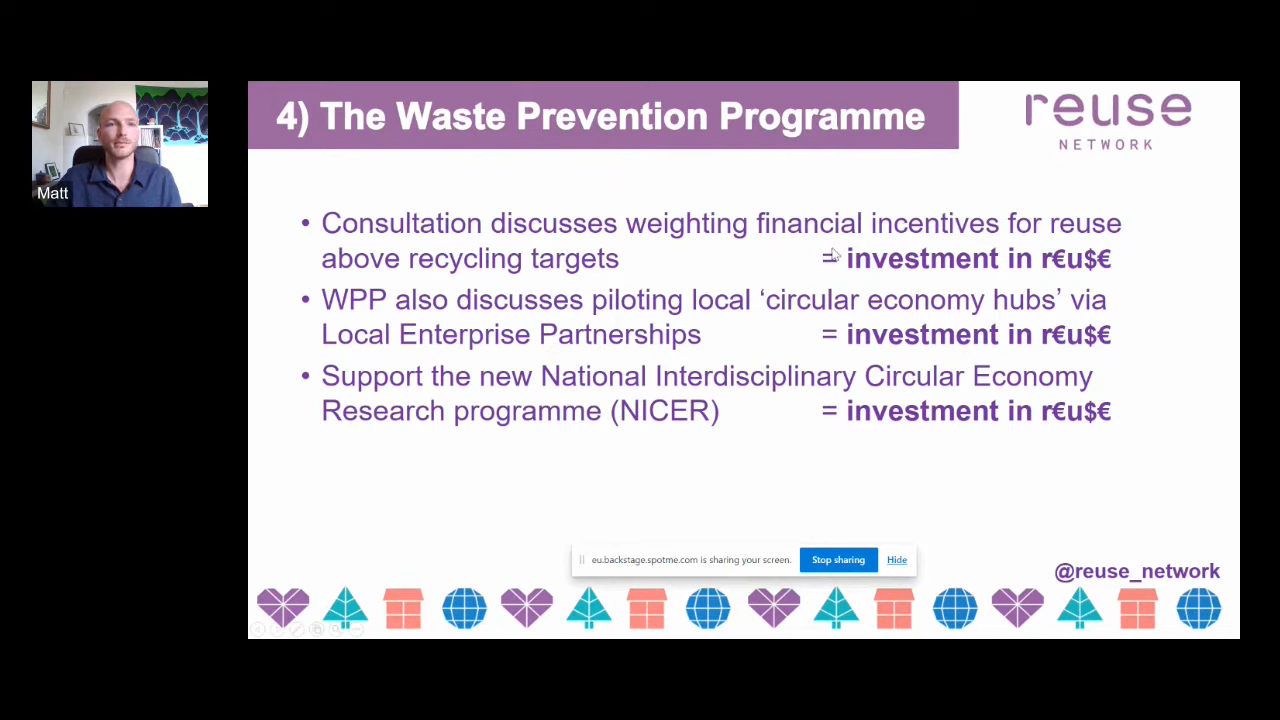 Matt
4) The Waste Prevention Programme
reuse
NETWORK
• Consultation discusses weighting financial incentives for reuse
above recycling targets = investment in r€u$€
• WPP also discusses piloting local ‘circular economy hubs’ via
Local Enterprise Partnerships = investment in r€u$€
• Support the new National Interdisciplinary Circular Economy
Research programme (NICER) = investment in r€u$€
eu.backstage.spotme.com is sharing your screen. Stop sharing Hide
@reuse_network